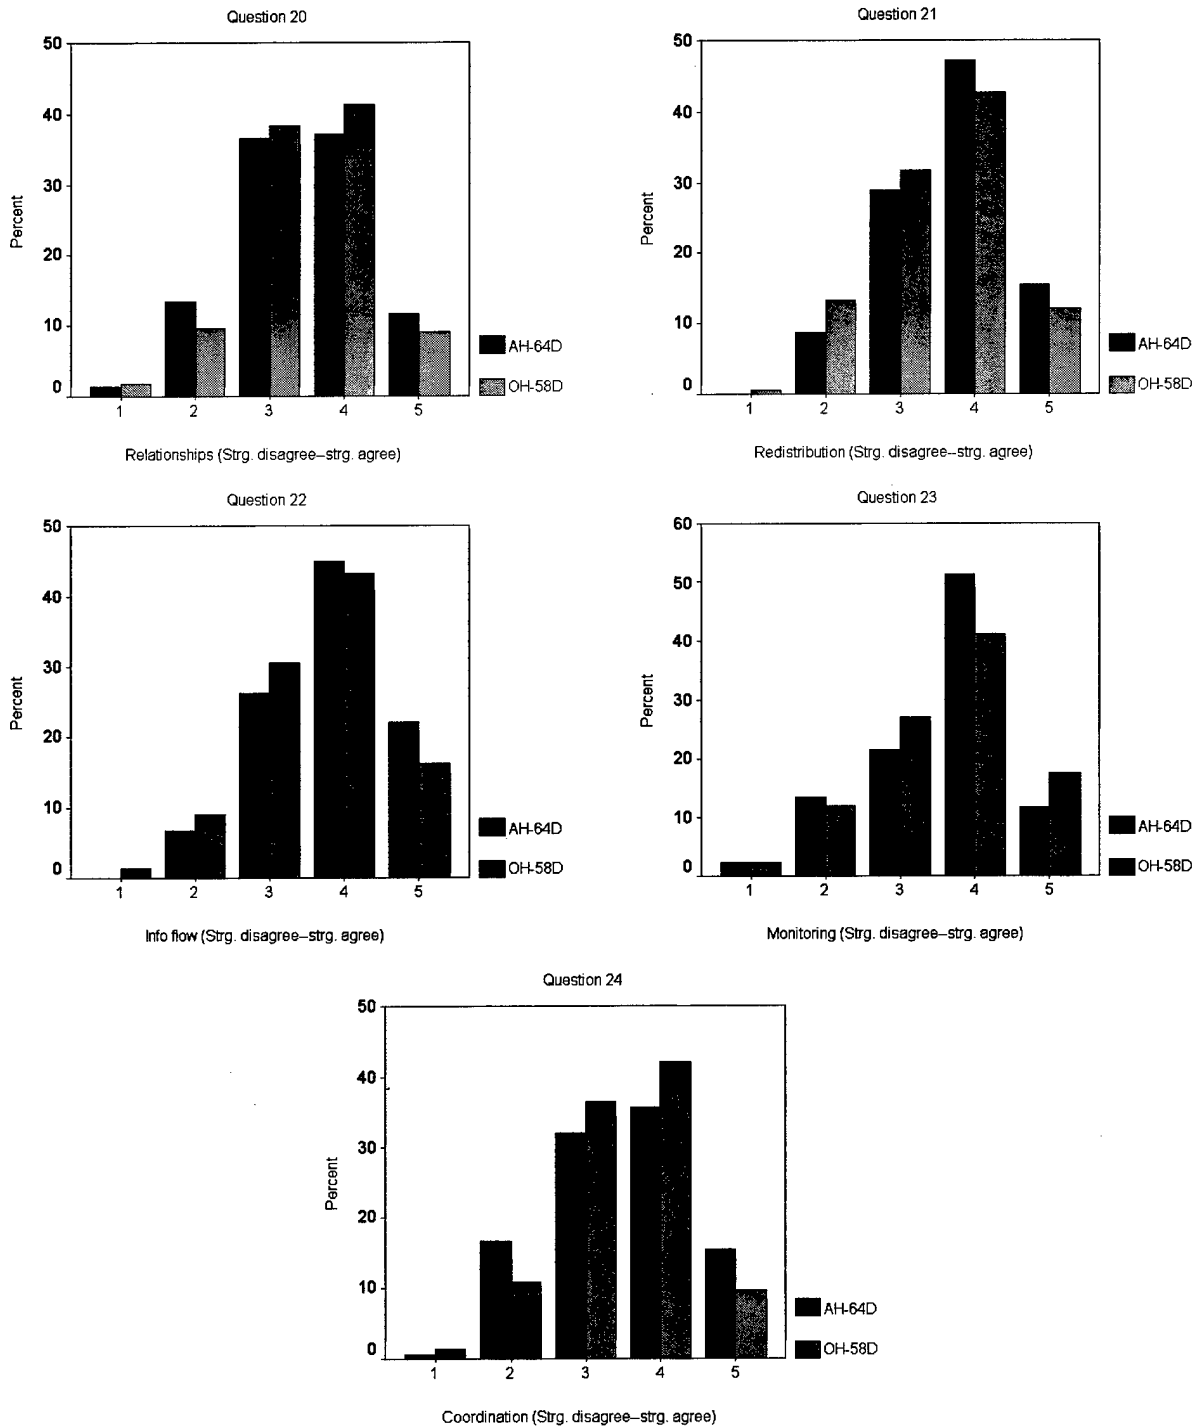 Question 20
50
40
30
20
10
0
Percent
1 2 3 4 5
AH-64D
OH-58D
Relationships (Strg. disagree–strg. agree)
Question 21
50
40
30
20
10
0
Percent
1 2 3 4 5
AH-64D
OH-58D
Redistribution (Strg. disagree--strg. agree)
Question 22
50
40
30
20
10
0
Percent
1 2 3 4 5
AH-64D
OH-58D
Info flow (Strg. disagree–strg. agree)
Question 23
60
50
40
30
20
10
0
Percent
1 2 3 4 5
AH-64D
OH-58D
Monitoring (Strg. disagree–strg. agree)
Question 24
50
40
30
20
10
0
Percent
1 2 3 4 5
AH-64D
OH-58D
Coordination (Strg. disagree–strg. agree)